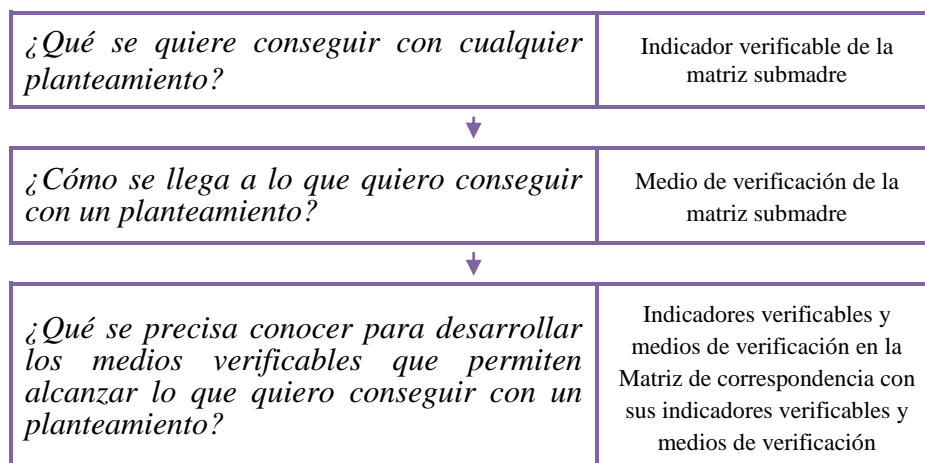 ¿Qué se quiere conseguir con cualquier
planteamiento?
Indicador verificable de la
matriz submadre
¿Cómo se llega a lo que quiero conseguir
con un planteamiento?
Medio de verificación de la
matriz submadre
¿Qué se precisa conocer para desarrollar
los medios verificables que permiten
alcanzar lo que quiero conseguir con un
planteamiento?
Indicadores verificables y
medios de verificación en la
Matriz de correspondencia con
sus indicadores verificables y
medios de verificación